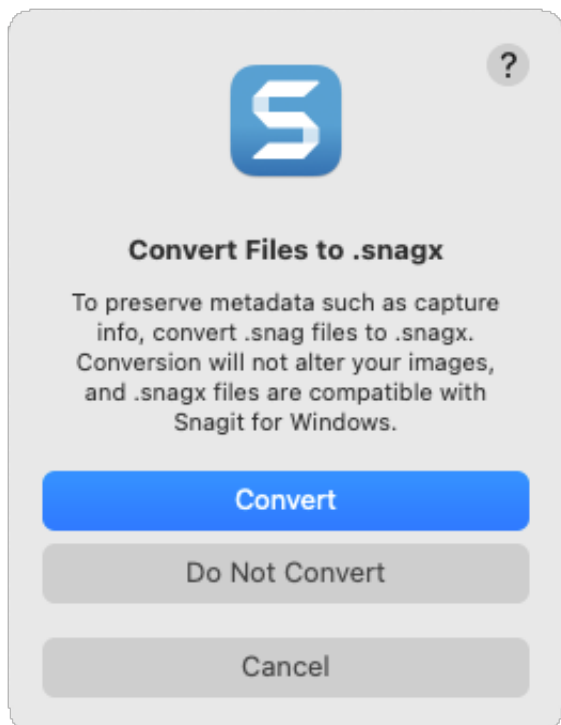 ?
Convert Files to .snagx
To preserve metadata such as capture
info, convert .snag files to .snagx.
Conversion will not alter your images,
and .snagx files are compatible with
Snagit for Windows.
Convert
Do Not Convert
Cancel